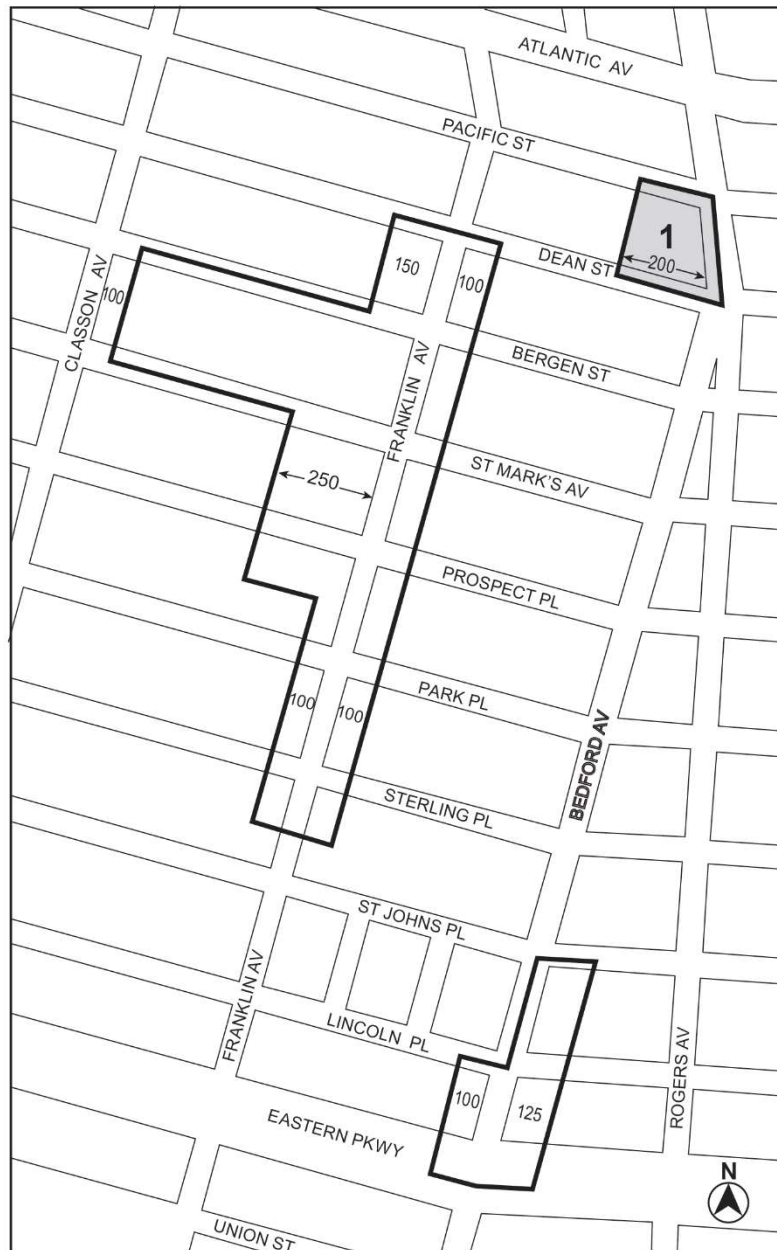 ATLANTIC AV
PACIFIC ST
1
200
DEAN ST
150
100
CLASSON AV
100
BERGEN ST
FRANKLIN AV
250
ST MARK'S AV
PROSPECT PL
PARK PL
100
100
BEDFORD AV
STERLING PL
ST JOHNS PL
FRANKLIN AV
LINCOLN PL
100
125
ROGERS AV
EASTERN PKWY
N
UNION ST